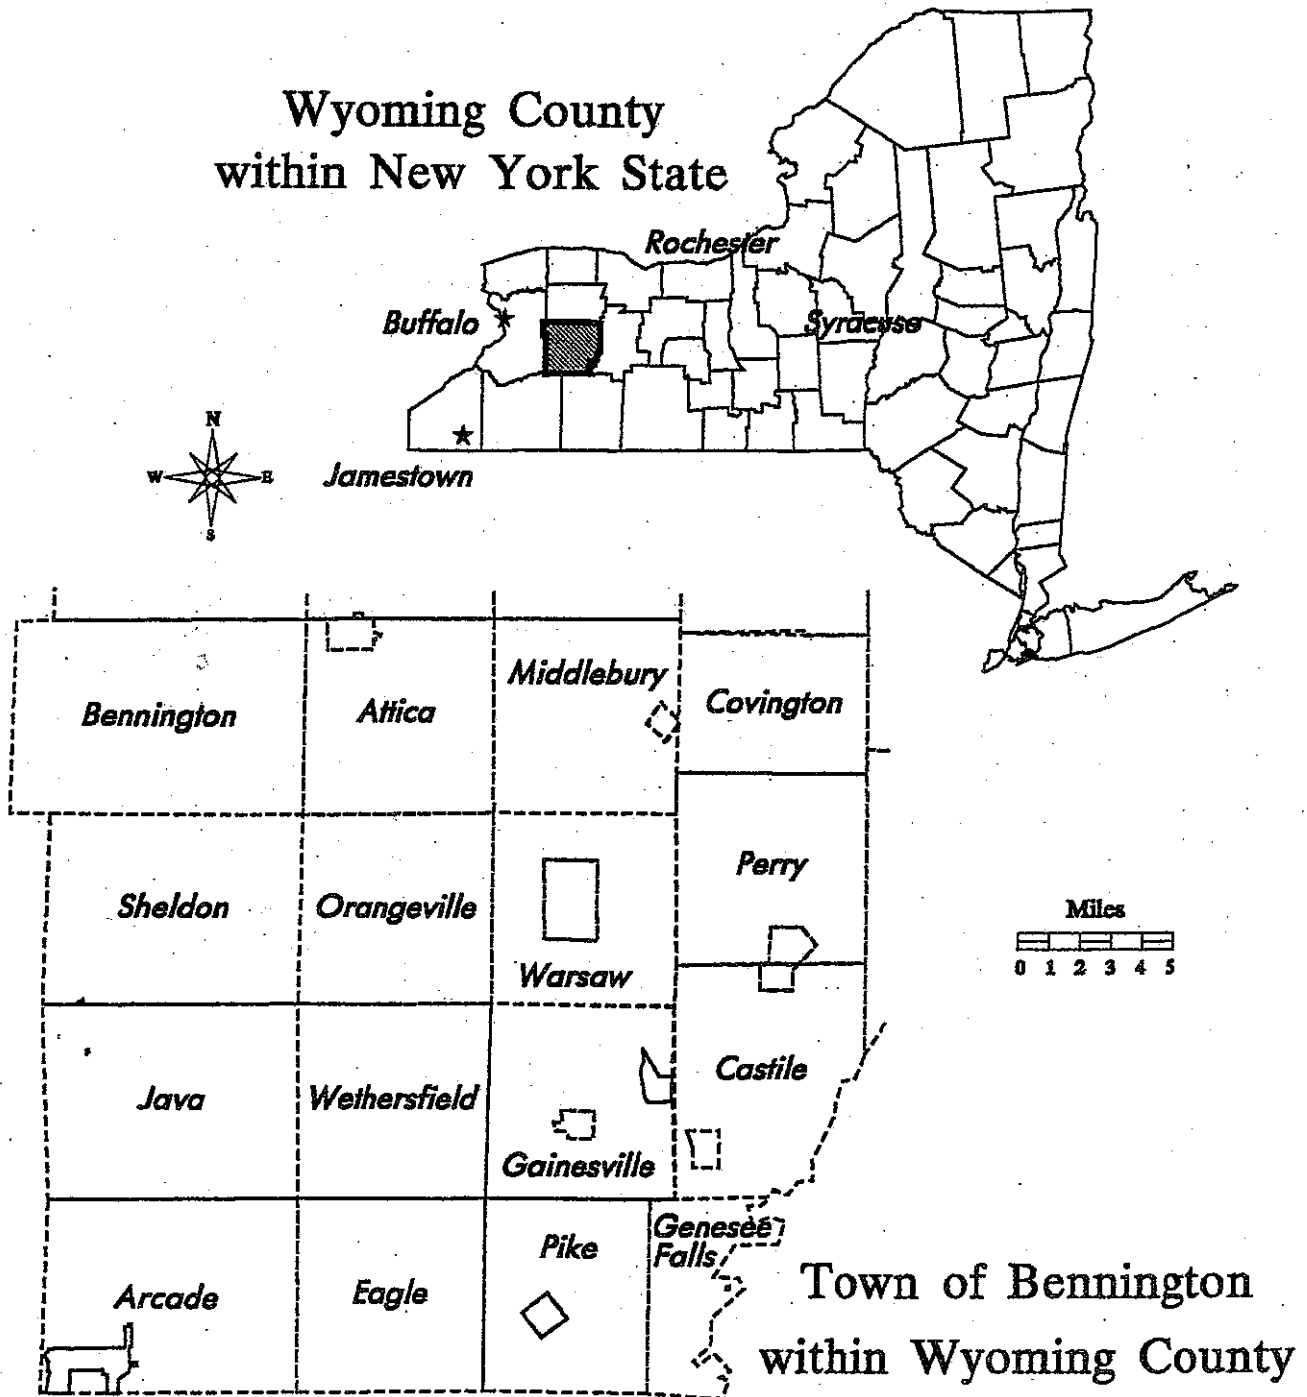 Wyoming County
within New York State
Rochester
Buffalo
Syracuse
N
W
E
S
Jamestown
Bennington
Attica
Middlebury
Covington
Sheldon
Orangeville
Warsaw
Perry
Miles
0 1 2 3 4 5
Java
Wethersfield
Gainesville
Castile
Arcade
Eagle
Pike
Genesee
Falls
Town of Bennington
within Wyoming County